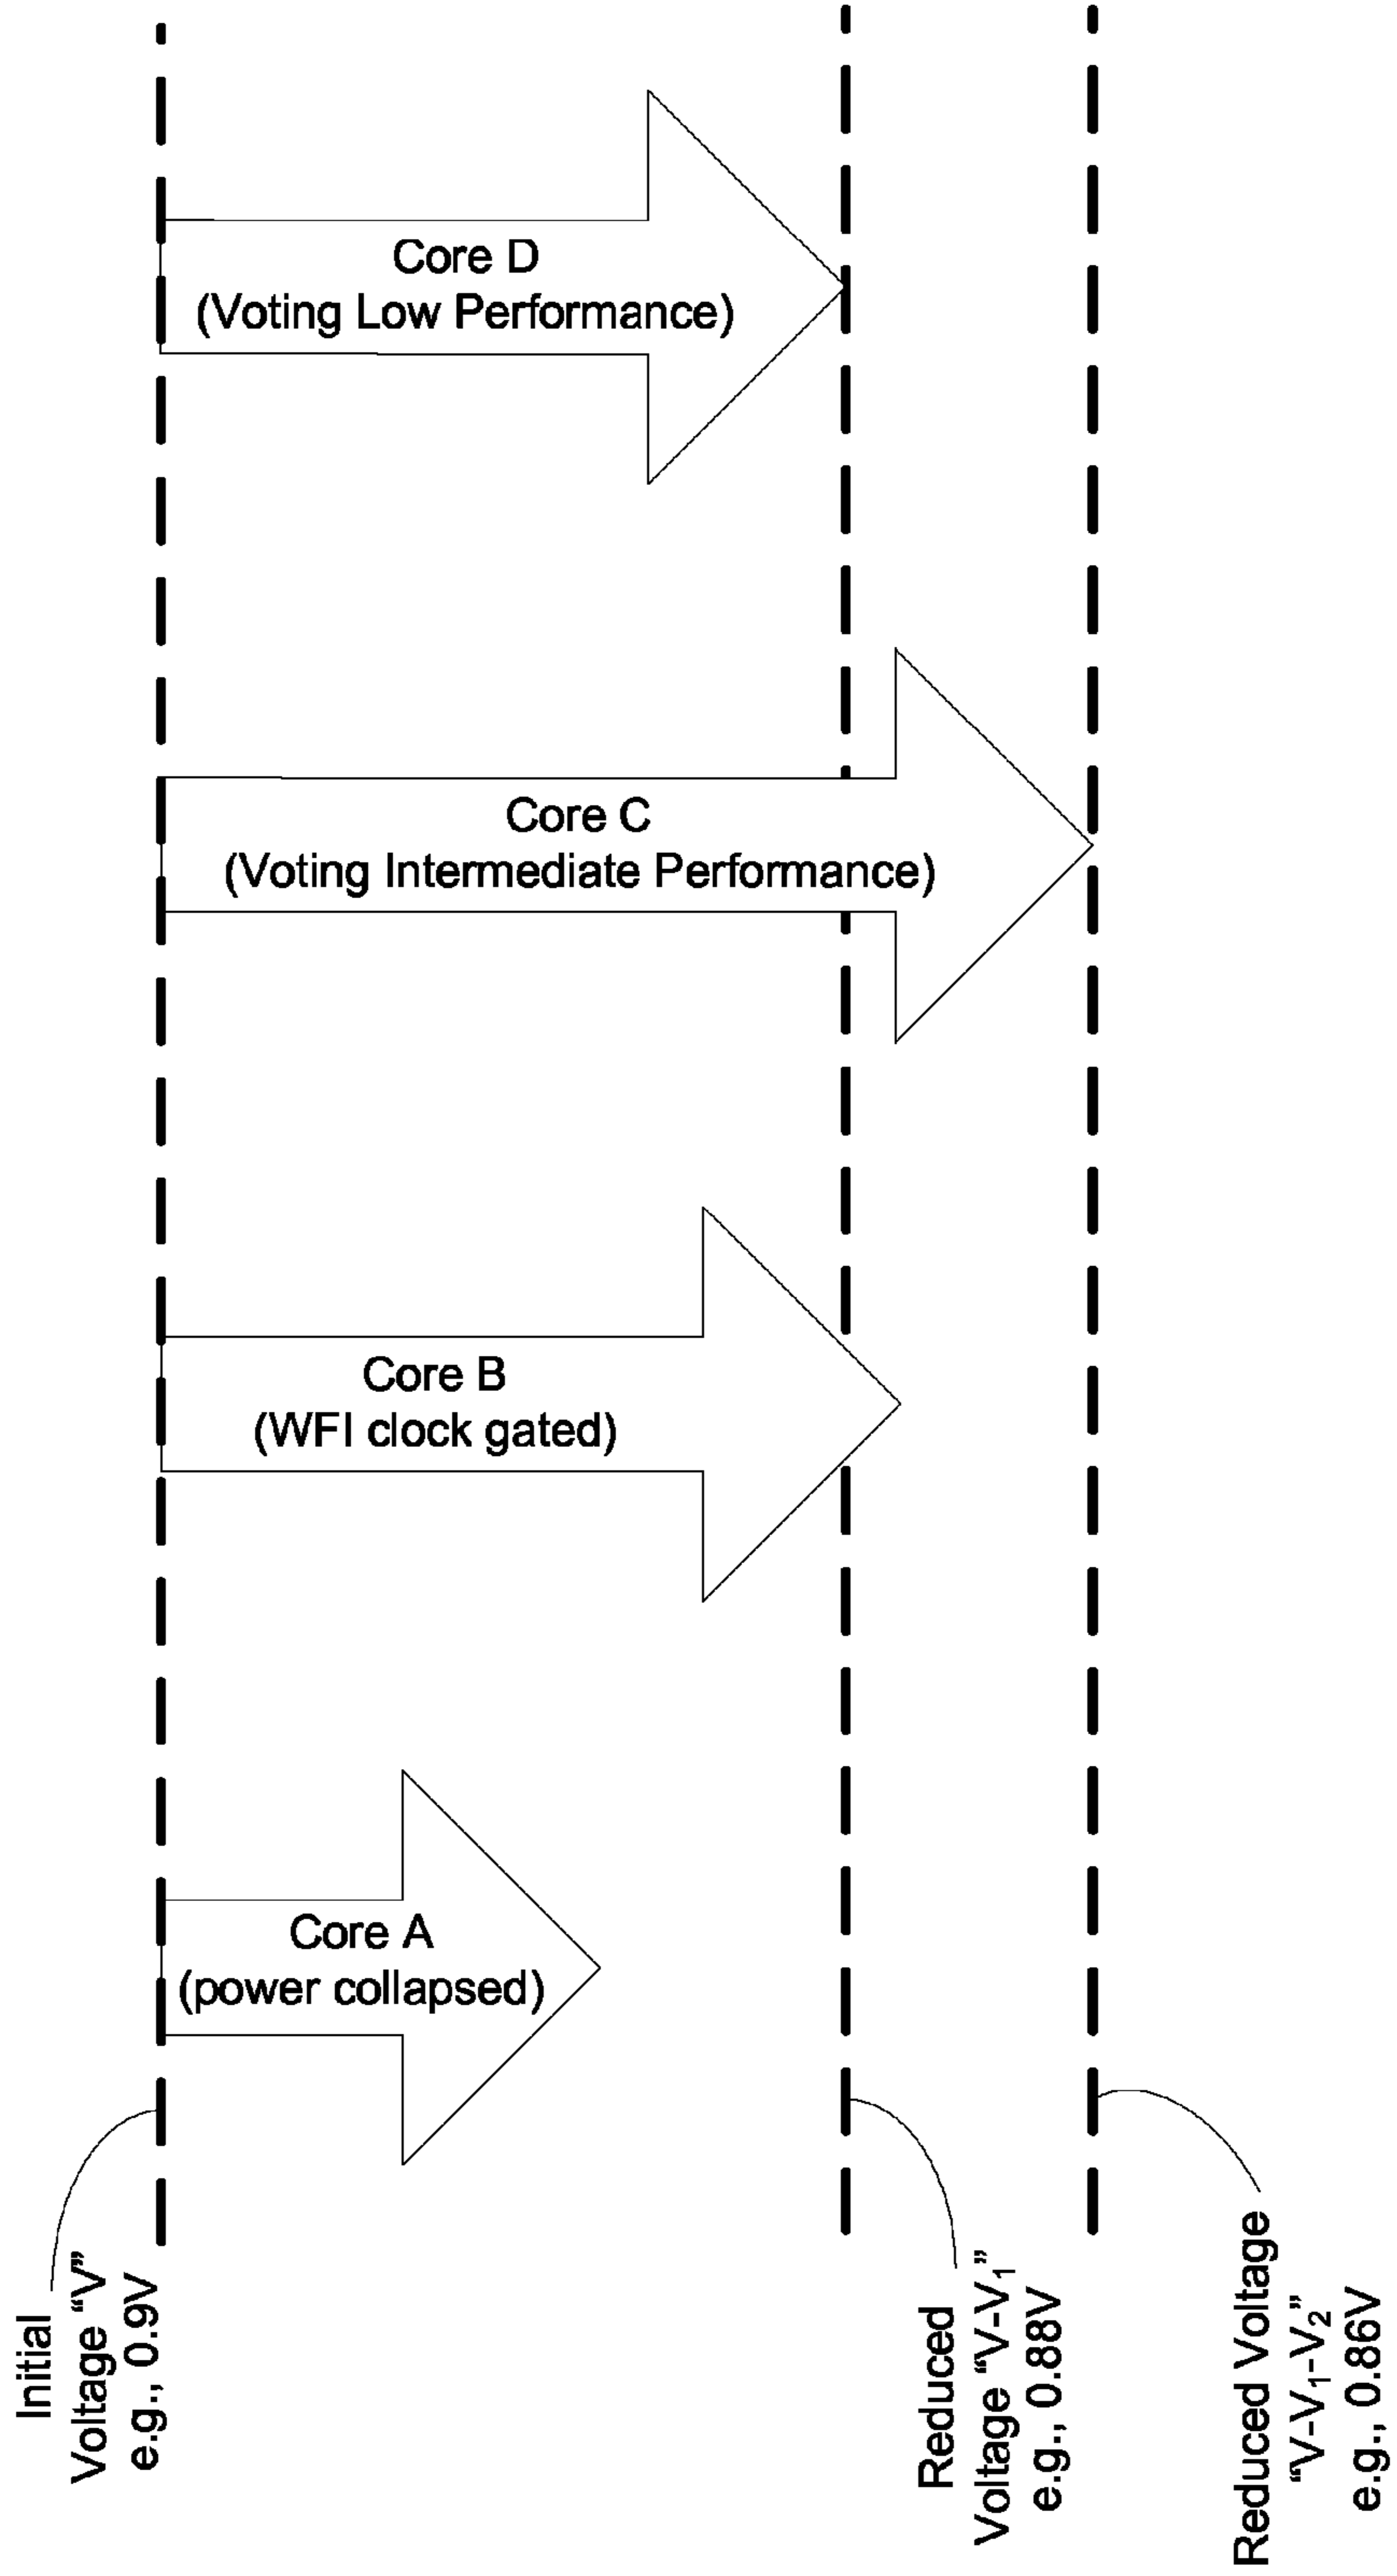 Core D
(Voting Low Performance)
Core C
(Voting Intermediate Performance)
Core B
(WFI clock gated)
Core A
(power collapsed)
Initial
Voltage “V”
e.g., 0.9V
Reduced
Voltage “V-V₁”
e.g., 0.88V
Reduced Voltage
“V-V₁-V₂”
e.g., 0.86V